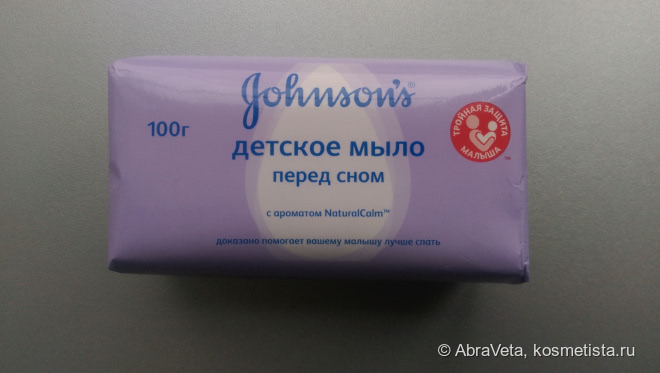 Johnson's®
100г
детское мыло
перед сном
с ароматом NaturalCalm™
доказано помогает вашему малышу лучше спать
ТРОЙНАЯ ЗАЩИТА
МАЛЫША
™
© AbraVeta, kosmetista.ru